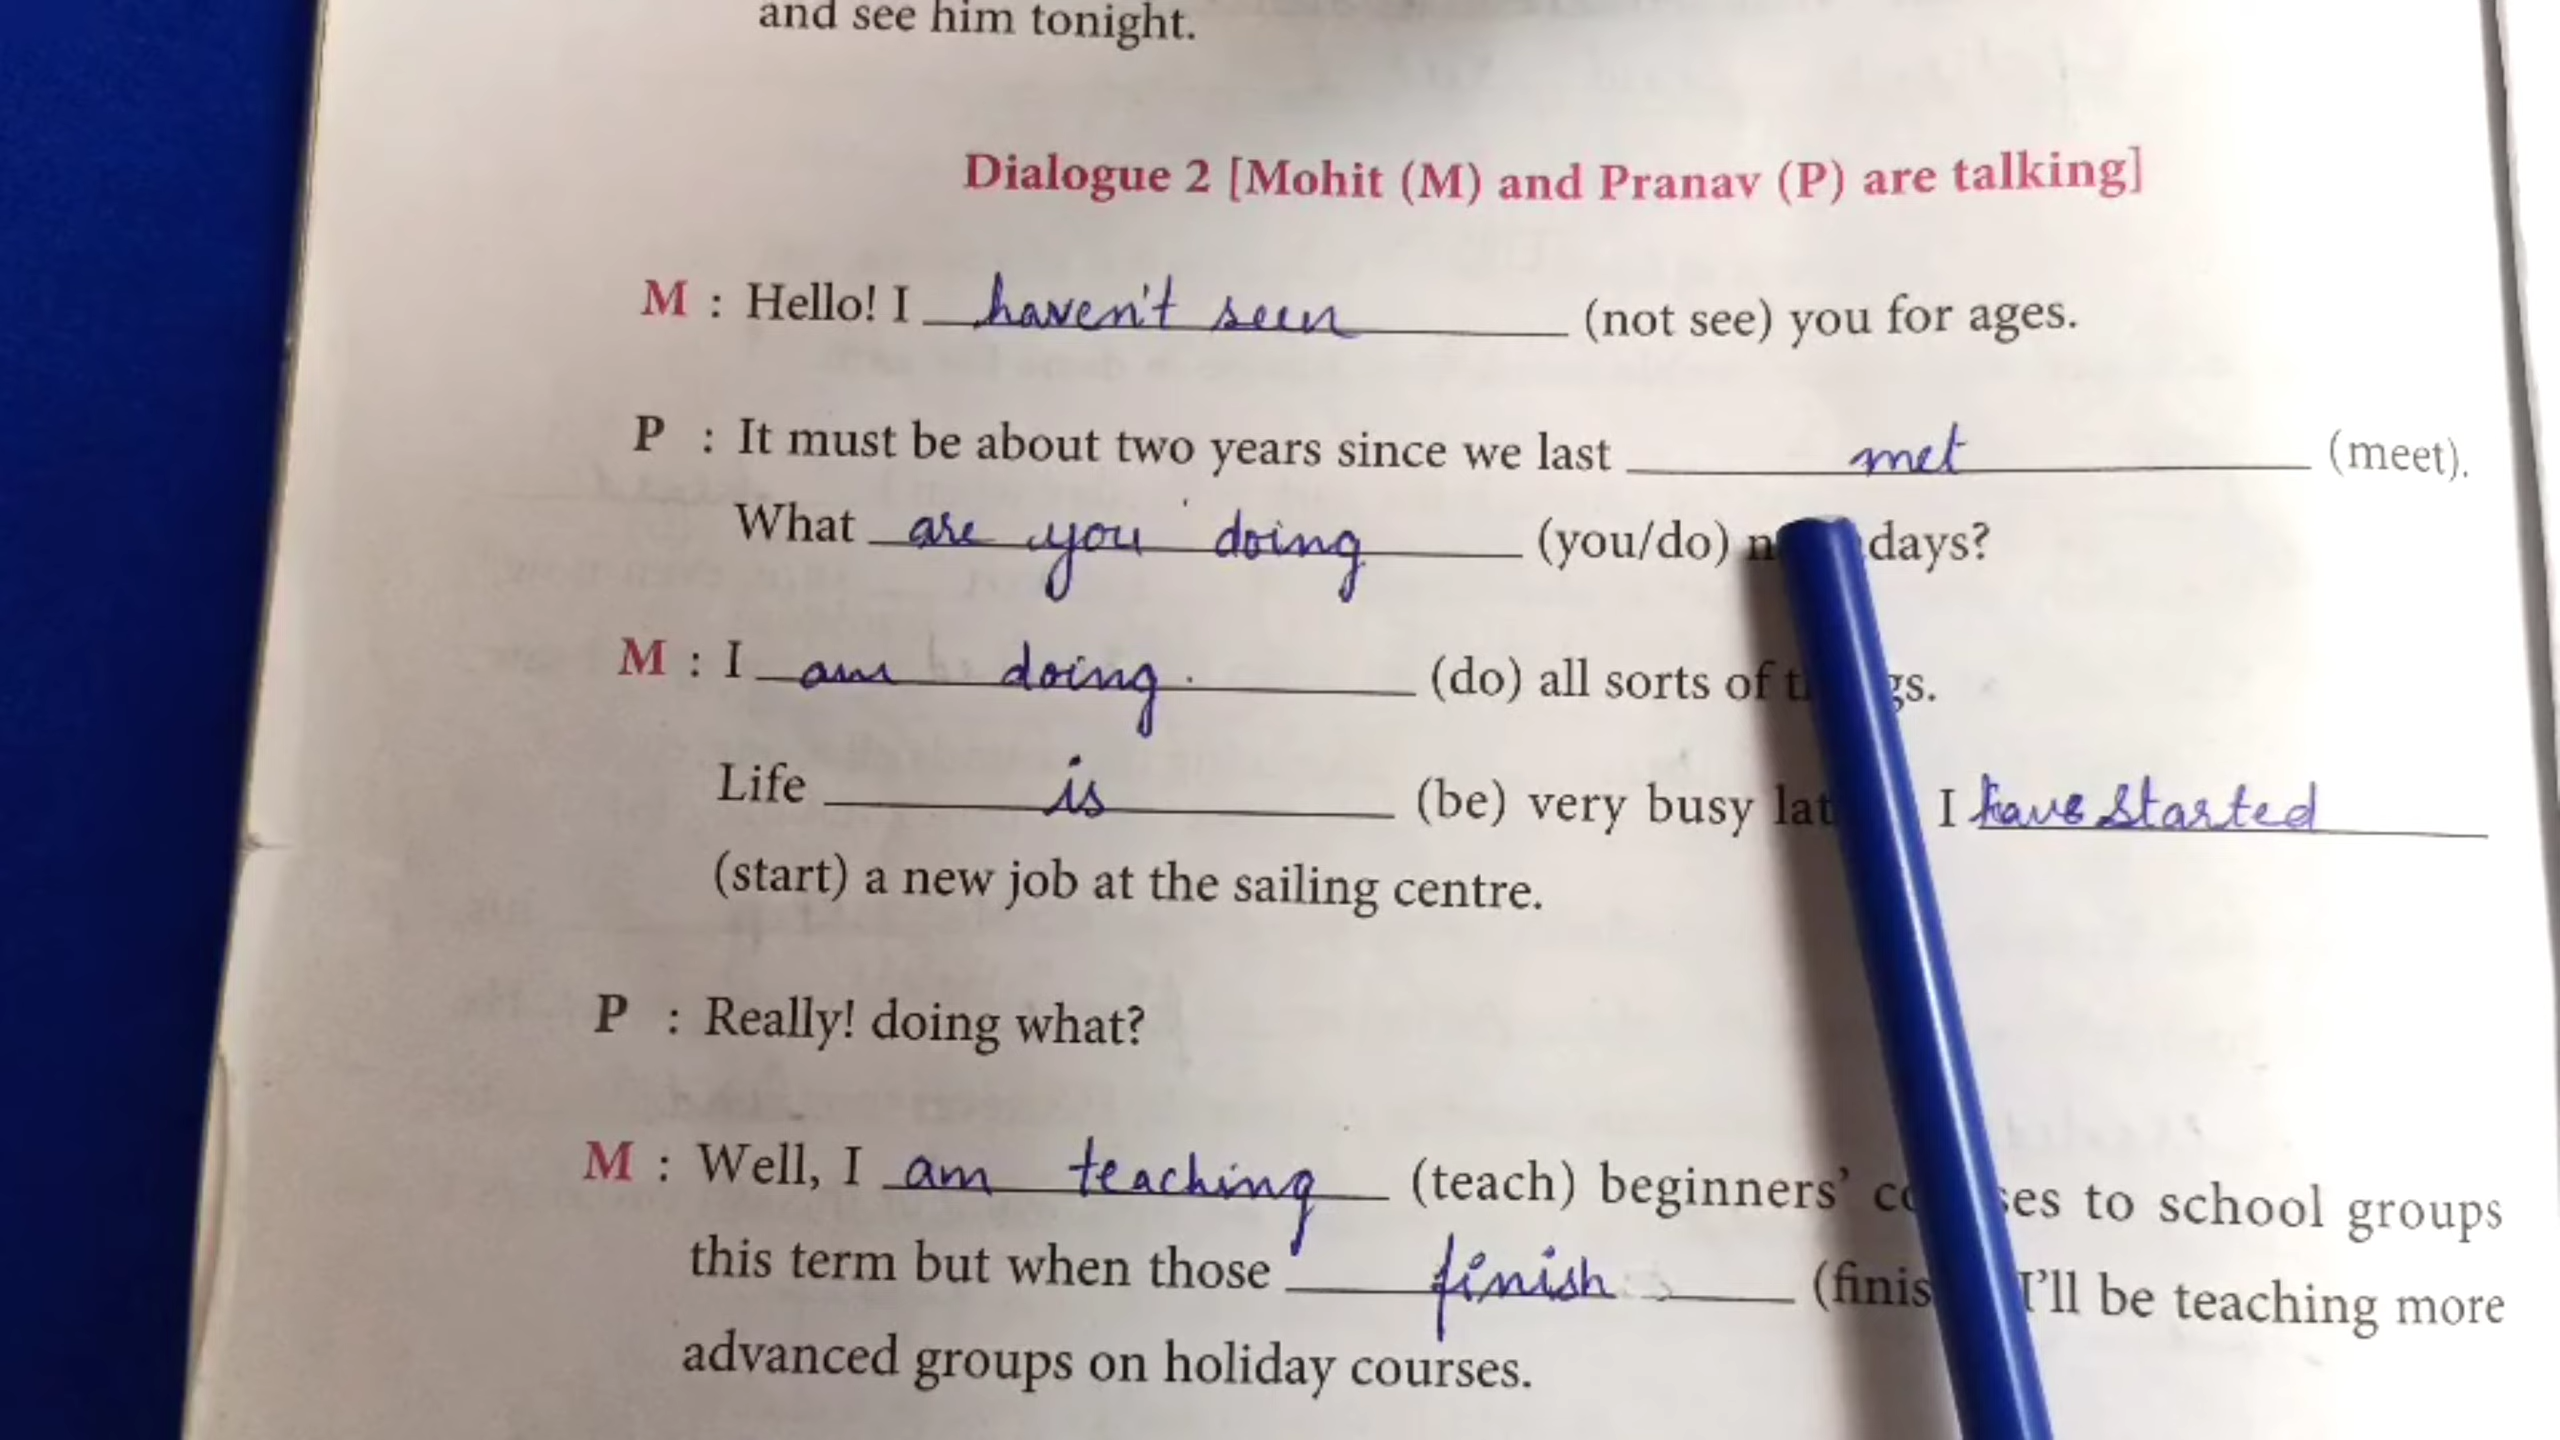 and see him tonight.
Dialogue 2 [Mohit (M) and Pranav (P) are talking]
M : Hello! I haven't seen (not see) you for ages.
P : It must be about two years since we last met (meet).
What are you doing (you/do) days?
M : I am doing (do) all sorts of
Life is (be) very busy I have started
(start) a new job at the sailing centre.
P : Really! doing what?
M : Well, I am teaching (teach) beginners' to school groups
this term but when those finish I'll be teaching more
advanced groups on holiday courses.